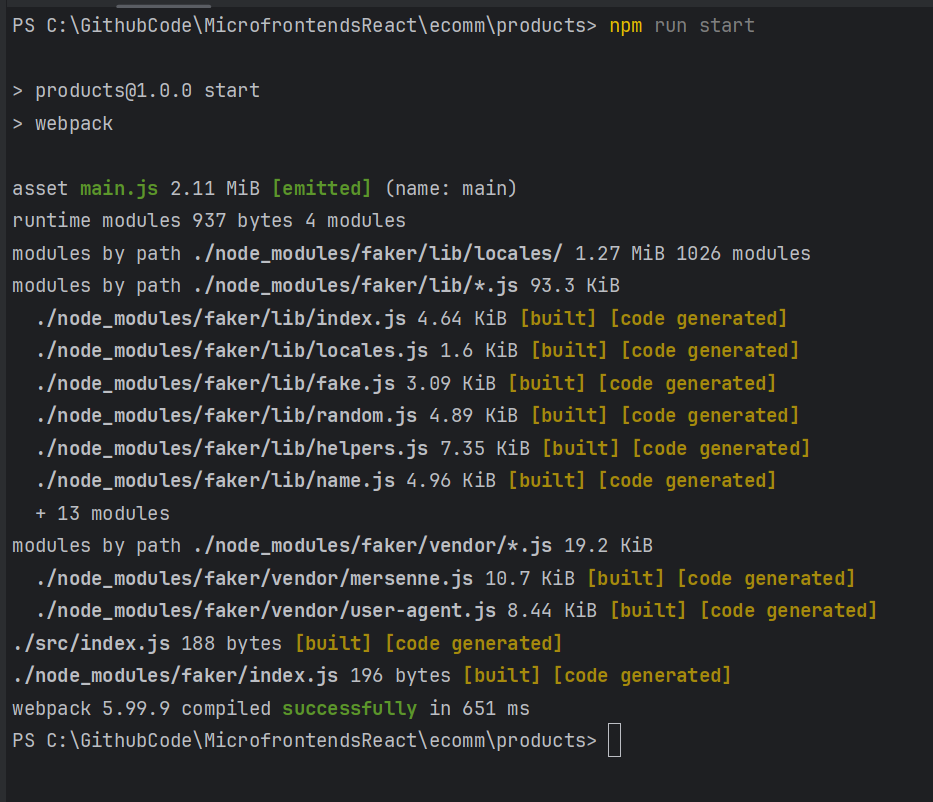 PS C:\GithubCode\MicrofrontendsReact\ecomm\products> npm run start
> products@1.0.0 start
> webpack
asset main.js 2.11 MiB [emitted] (name: main)
runtime modules 937 bytes 4 modules
modules by path ./node_modules/faker/lib/locales/ 1.27 MiB 1026 modules
modules by path ./node_modules/faker/lib/*.js 93.3 KiB
  ./node_modules/faker/lib/index.js 4.64 KiB [built] [code generated]
  ./node_modules/faker/lib/locales.js 1.6 KiB [built] [code generated]
  ./node_modules/faker/lib/fake.js 3.09 KiB [built] [code generated]
  ./node_modules/faker/lib/random.js 4.89 KiB [built] [code generated]
  ./node_modules/faker/lib/helpers.js 7.35 KiB [built] [code generated]
  ./node_modules/faker/lib/name.js 4.96 KiB [built] [code generated]
  + 13 modules
modules by path ./node_modules/faker/vendor/*.js 19.2 KiB
  ./node_modules/faker/vendor/mersenne.js 10.7 KiB [built] [code generated]
  ./node_modules/faker/vendor/user-agent.js 8.44 KiB [built] [code generated]
./src/index.js 188 bytes [built] [code generated]
./node_modules/faker/index.js 196 bytes [built] [code generated]
webpack 5.99.9 compiled successfully in 651 ms
PS C:\GithubCode\MicrofrontendsReact\ecomm\products>